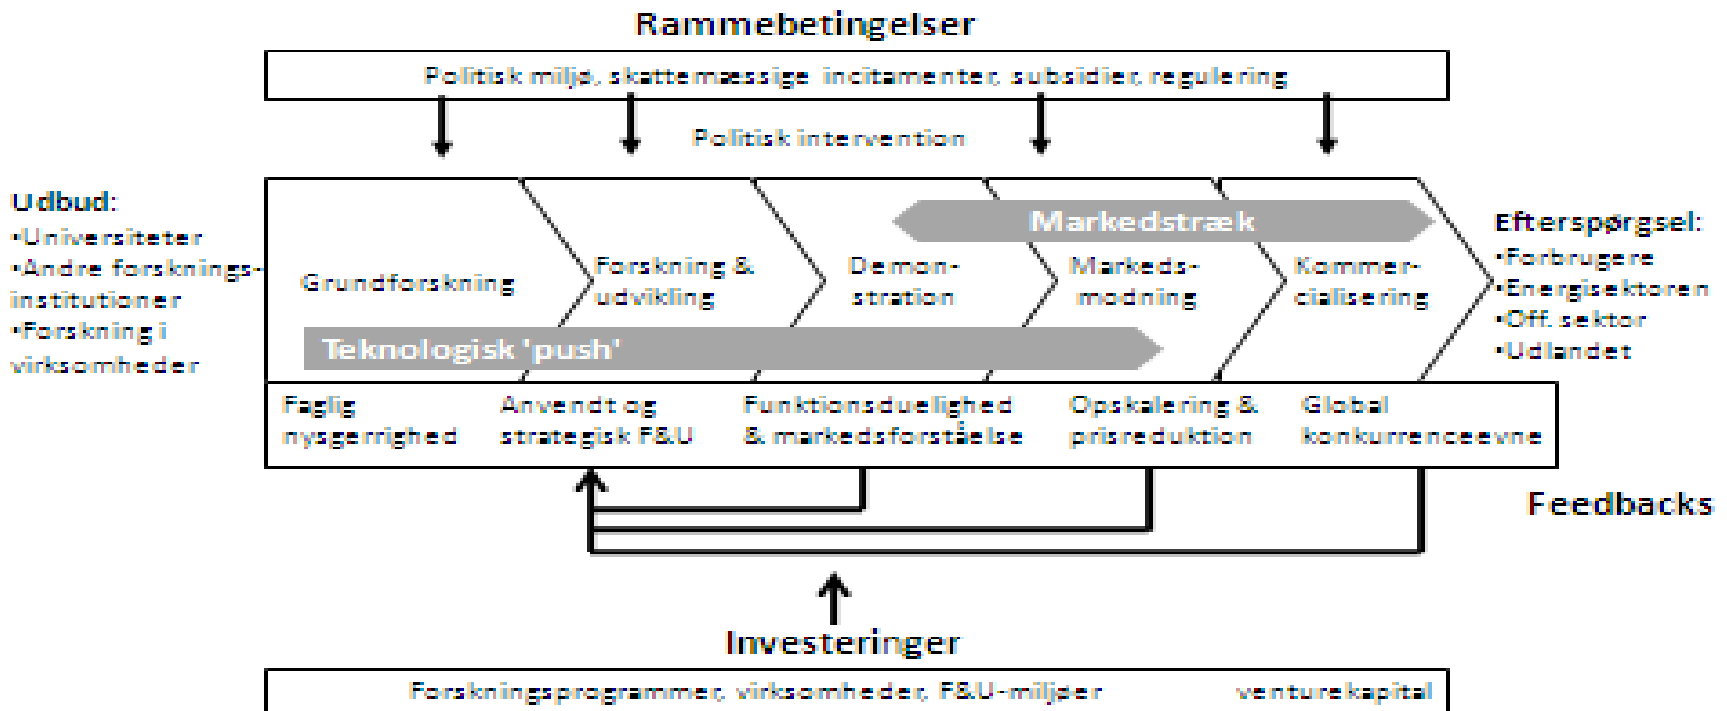 Rammebetingelser
Politisk miljø, skattemæssige incitamenter, subsidier, regulering
Politisk intervention
Udbud:
•Universiteter
•Andre forsknings-
institutioner
•Forskning i
virksomheder
Grundforskning
Forskning &
udvikling
Demon-
stration
Markeds-
modning
Kommer-
cialisering
Markedstræk
Teknologisk 'push'
Efterspørgsel:
•Forbrugere
•Energisektoren
•Off. sektor
•Udlandet
Faglig
nysgerrighed
Anvendt og
strategisk F&U
Funktionsduelighed
& markedsforståelse
Opskalering &
prisreduktion
Global
konkurrenceevne
Feedbacks
Investeringer
Forskningsprogrammer, virksomheder, F&U-miljøer venturekapital